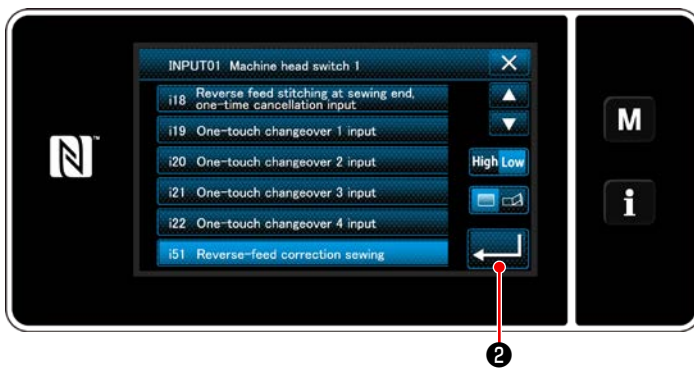 INPUT01 Machine head switch 1
i18 Reverse feed stitching at sewing end,
one-time cancellation input
i19 One-touch changeover 1 input
i20 One-touch changeover 2 input
High Low
i21 One-touch changeover 3 input
i22 One-touch changeover 4 input
i51 Reverse-feed correction sewing
N
™
M
i
❷